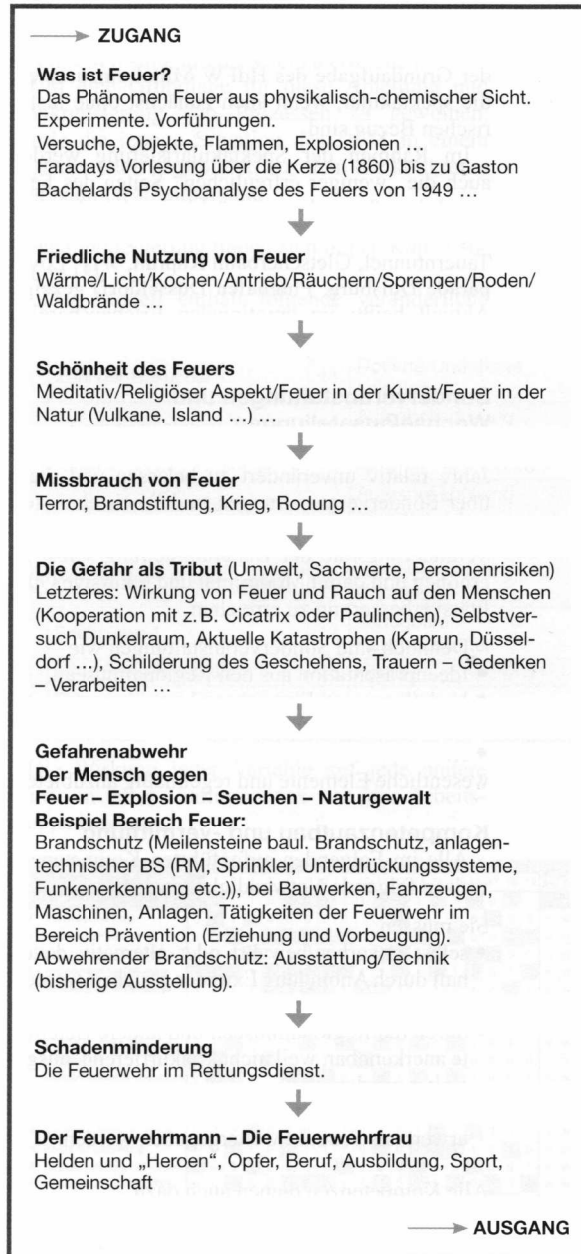 ZUGANG
Was ist Feuer?
Das Phänomen Feuer aus physikalisch-chemischer Sicht.
Experimente. Vorführungen.
Versuche, Objekte, Flammen, Explosionen …
Faradays Vorlesung über die Kerze (1860) bis zu Gaston
Bachelards Psychoanalyse des Feuers von 1949 …
Friedliche Nutzung von Feuer
Wärme/Licht/Kochen/Antrieb/Räuchern/Sprengen/Roden/
Waldbrände …
Schönheit des Feuers
Meditativ/Religiöser Aspekt/Feuer in der Kunst/Feuer in der
Natur (Vulkane, Island …) …
Missbrauch von Feuer
Terror, Brandstiftung, Krieg, Rodung …
Die Gefahr als Tribut (Umwelt, Sachwerte, Personenrisiken)
Letzteres: Wirkung von Feuer und Rauch auf den Menschen
(Kooperation mit z. B. Cicatrix oder Paulinchen), Selbstver-
such Dunkelraum, Aktuelle Katastrophen (Kaprun, Düssel-
dorf …), Schilderung des Geschehens, Trauern – Gedenken
– Verarbeiten …
Gefahrenabwehr
Der Mensch gegen
Feuer – Explosion – Seuchen – Naturgewalt
Beispiel Bereich Feuer:
Brandschutz (Meilensteine baul. Brandschutz, anlagen-
technischer BS (RM, Sprinkler, Unterdrückungssysteme,
Funkenerkennung etc.)), bei Bauwerken, Fahrzeugen,
Maschinen, Anlagen. Tätigkeiten der Feuerwehr im
Bereich Prävention (Erziehung und Vorbeugung).
Abwehrender Brandschutz: Ausstattung/Technik
(bisherige Ausstellung).
Schadenminderung
Die Feuerwehr im Rettungsdienst.
Der Feuerwehrmann – Die Feuerwehrfrau
Helden und „Heroen“, Opfer, Beruf, Ausbildung, Sport,
Gemeinschaft
AUSGANG